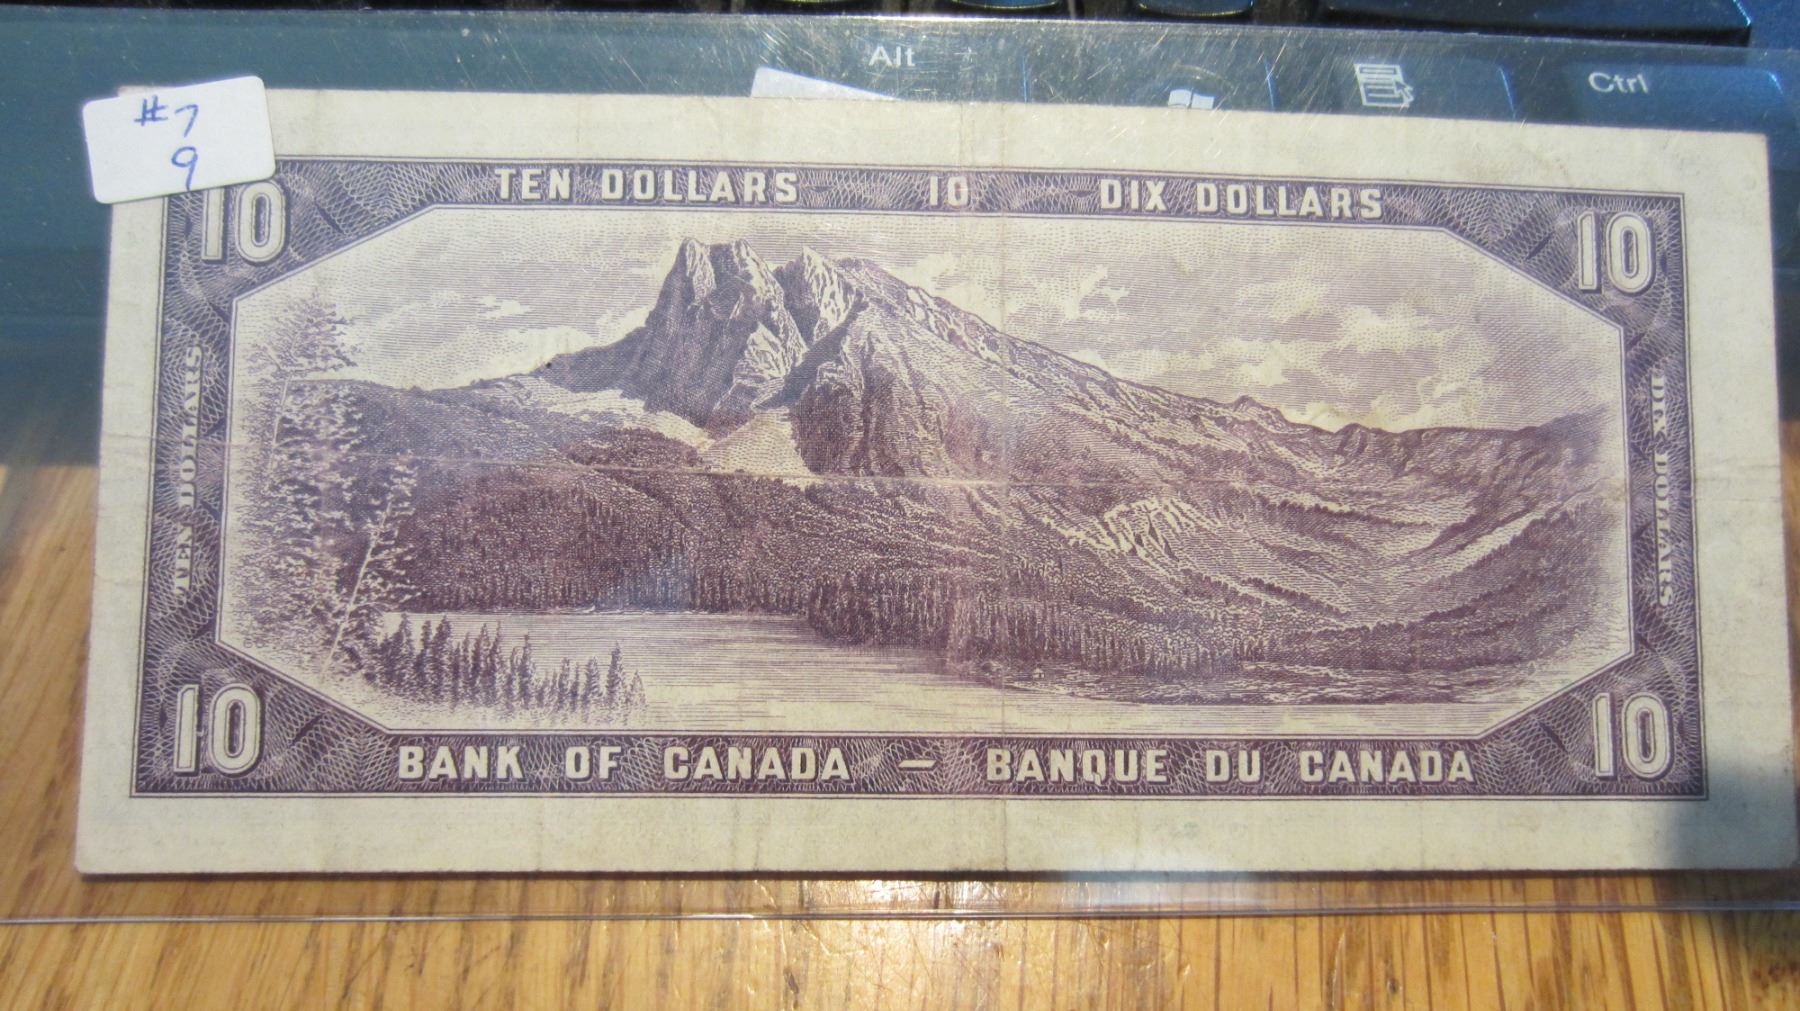 Alt
Ctrl
#7
9
10 TEN DOLLARS 10 DIX DOLLARS 10
TEN DOLLARS
DIX DOLLARS
10 BANK OF CANADA — BANQUE DU CANADA 10